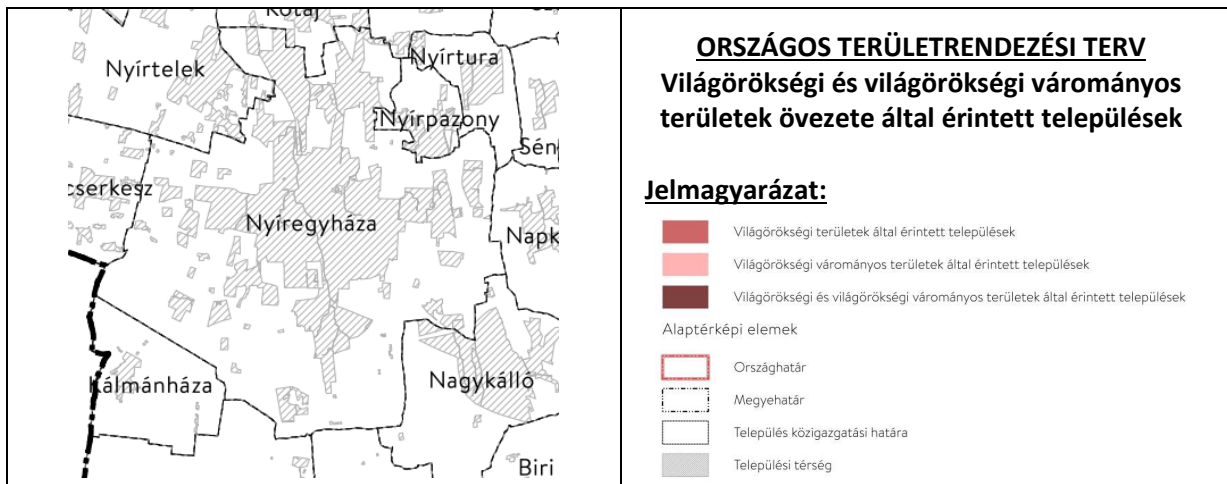 Kótaj
Nyírtelek
Nyírtura
Nyírpazony
Sén
cserkesz
Nyíregyháza
Napk
Kálmánháza
Nagykálló
Biri
ORSZÁGOS TERÜLETRENDEZÉSI TERV
Világörökségi és világörökségi várományos
területek övezete által érintett települések
Jelmagyarázat:
Világörökségi területek által érintett települések
Világörökségi várományos területek által érintett települések
Világörökségi és világörökségi várományos területek által érintett települések
Alaptérképi elemek
Országhatár
Megyehatár
Település közigazgatási határa
Települési térség